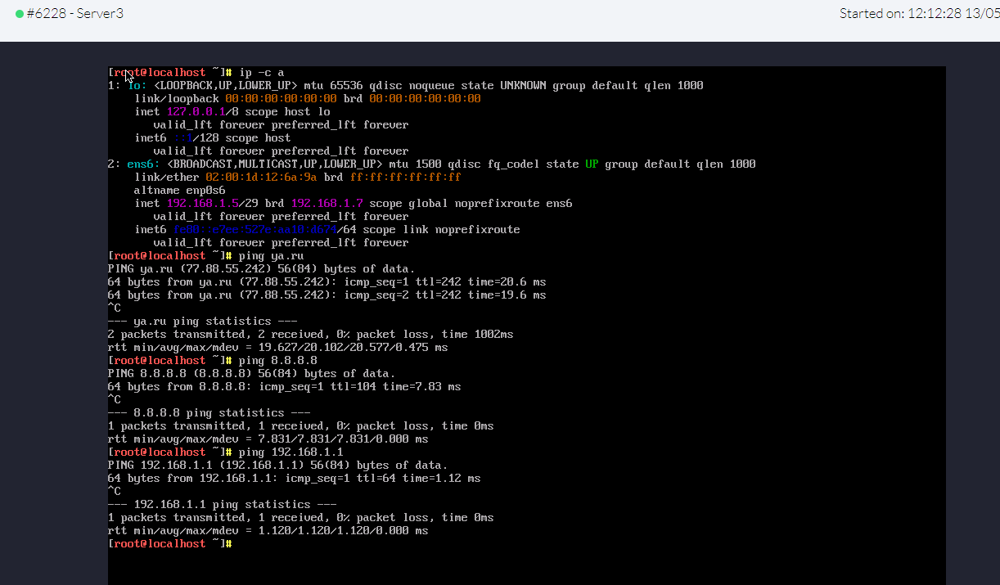 #6228 - Server3
Started on: 12:12:28 13/05
[root@localhost ~]# ip -c a
1: lo: <LOOPBACK,UP,LOWER_UP> mtu 65536 qdisc noqueue state UNKNOWN group default qlen 1000
link/loopback 00:00:00:00:00:00 brd 00:00:00:00:00:00
inet 127.0.0.1/8 scope host lo
valid_lft forever preferred_lft forever
inet6 ::1/128 scope host
valid_lft forever preferred_lft forever
2: ens6: <BROADCAST,MULTICAST,UP,LOWER_UP> mtu 1500 qdisc fq_codel state UP group default qlen 1000
link/ether 02:00:1d:12:6a:9a brd ff:ff:ff:ff:ff:ff
altname enp0s6
inet 192.168.1.5/29 brd 192.168.1.7 scope global noprefixroute ens6
valid_lft forever preferred_lft forever
inet6 fe80::e7ee:527e:aa10:d674/64 scope link noprefixroute
valid_lft forever preferred_lft forever
[root@localhost ~]# ping ya.ru
PING ya.ru (77.88.55.242) 56(84) bytes of data.
64 bytes from ya.ru (77.88.55.242): icmp_seq=1 ttl=242 time=20.6 ms
64 bytes from ya.ru (77.88.55.242): icmp_seq=2 ttl=242 time=19.6 ms
^C
--- ya.ru ping statistics ---
2 packets transmitted, 2 received, 0% packet loss, time 1002ms
rtt min/avg/max/mdev = 19.627/20.102/20.577/0.475 ms
[root@localhost ~]# ping 8.8.8.8
PING 8.8.8.8 (8.8.8.8) 56(84) bytes of data.
64 bytes from 8.8.8.8: icmp_seq=1 ttl=104 time=7.83 ms
^C
--- 8.8.8.8 ping statistics ---
1 packets transmitted, 1 received, 0% packet loss, time 0ms
rtt min/avg/max/mdev = 7.831/7.831/7.831/0.000 ms
[root@localhost ~]# ping 192.168.1.1
PING 192.168.1.1 (192.168.1.1) 56(84) bytes of data.
64 bytes from 192.168.1.1: icmp_seq=1 ttl=64 time=1.12 ms
^C
--- 192.168.1.1 ping statistics ---
1 packets transmitted, 1 received, 0% packet loss, time 0ms
rtt min/avg/max/mdev = 1.120/1.120/1.120/0.000 ms
[root@localhost ~]#